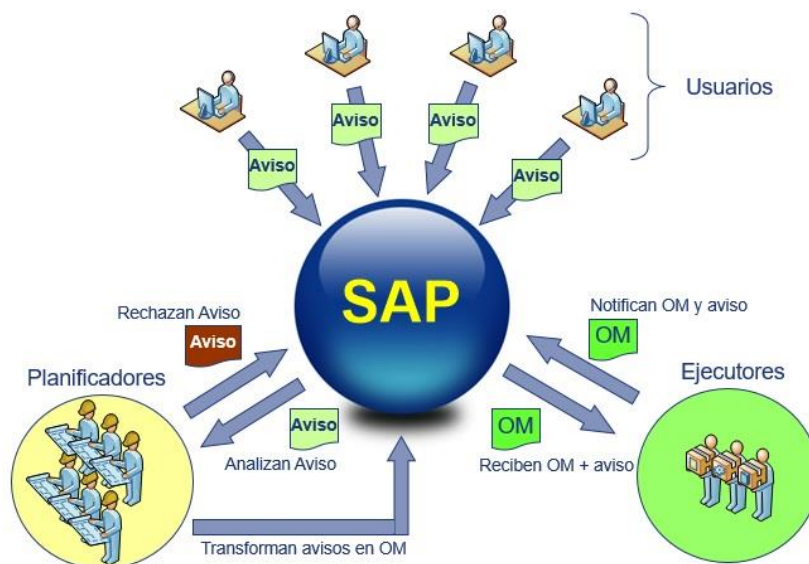 Usuarios
Aviso
Aviso
Aviso
Aviso
SAP
Rechazan Aviso
Aviso
Planificadores
Aviso
Analizan Aviso
Transforman avisos en OM
Notifican OM y aviso
OM
Ejecutores
OM
Reciben OM + aviso